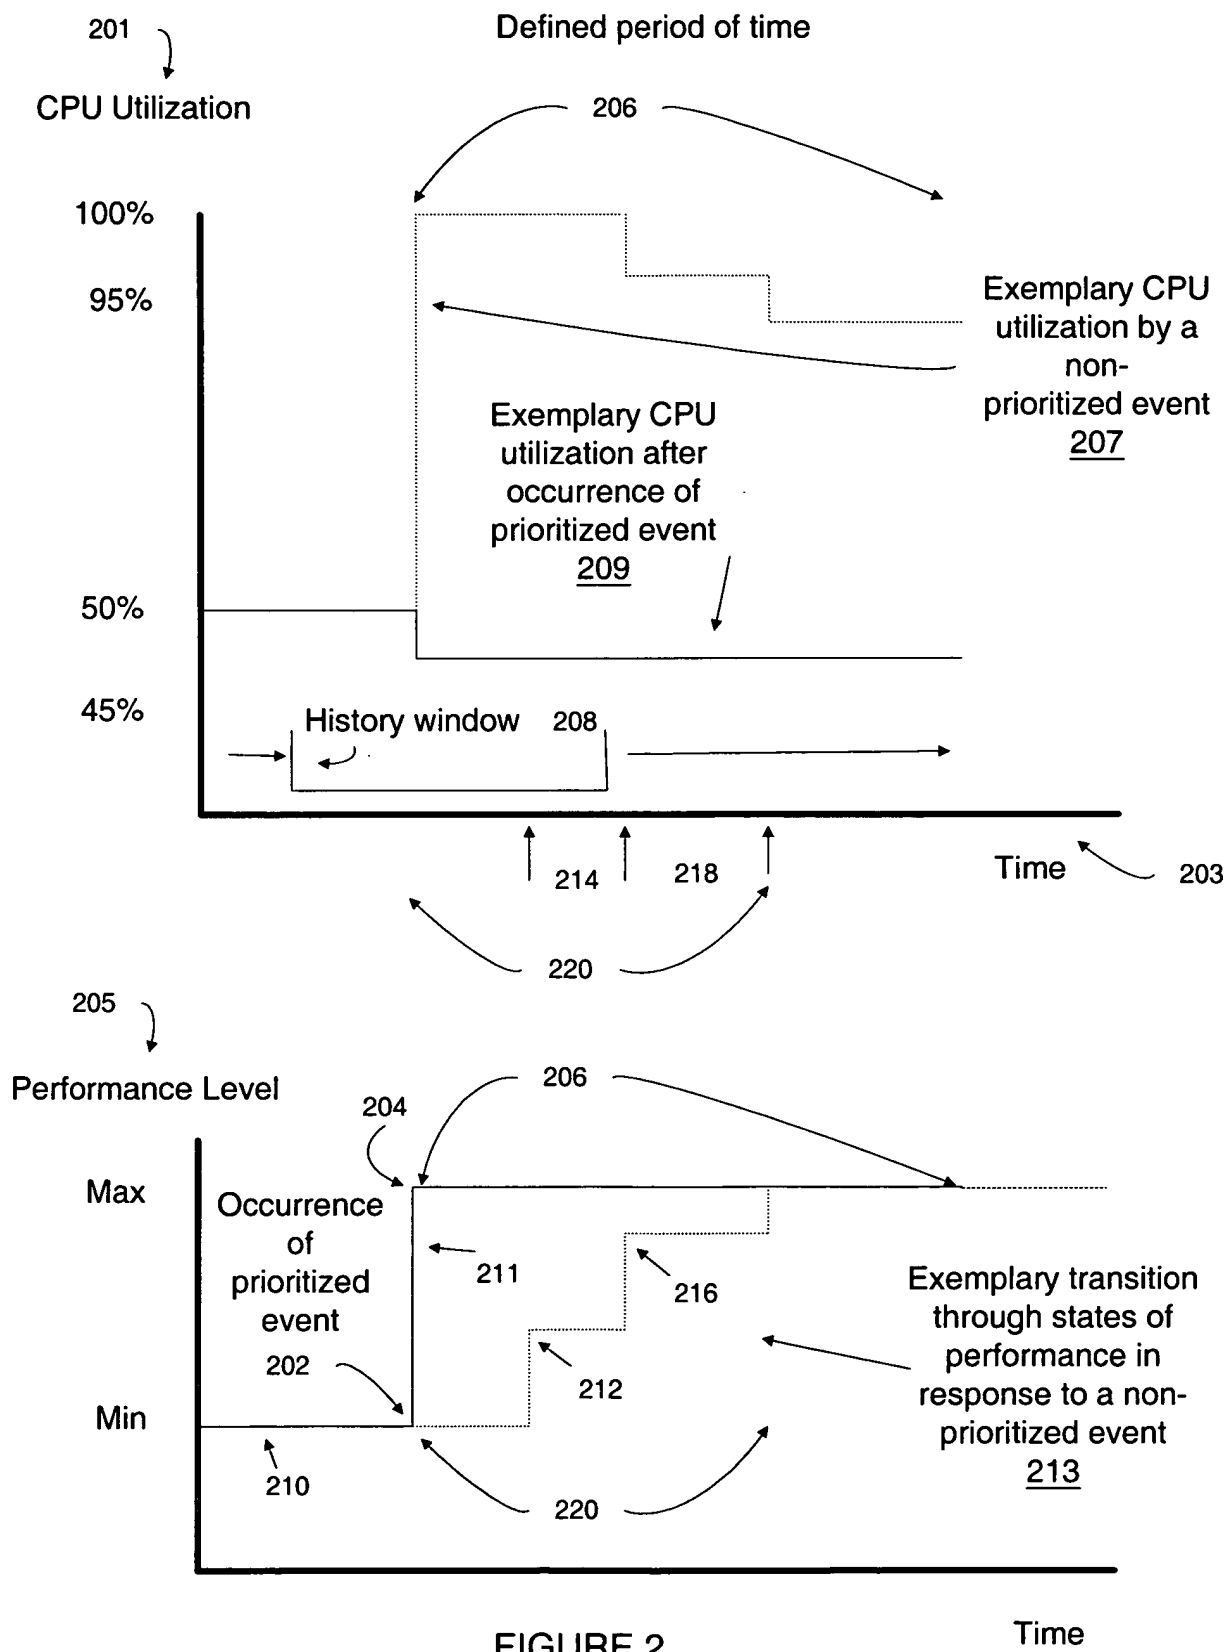 201
Defined period of time
CPU Utilization
206
100%
95%
Exemplary CPU
utilization by a
non-
prioritized event
207
Exemplary CPU
utilization after
occurrence of
prioritized event
209
50%
45%
History window 208
214
218
Time
203
220
205
Performance Level
206
204
Max
Occurrence
of
prioritized
event
202
211
216
212
Exemplary transition
through states of
performance in
response to a non-
prioritized event
213
Min
210
220
Time
FIGURE 2